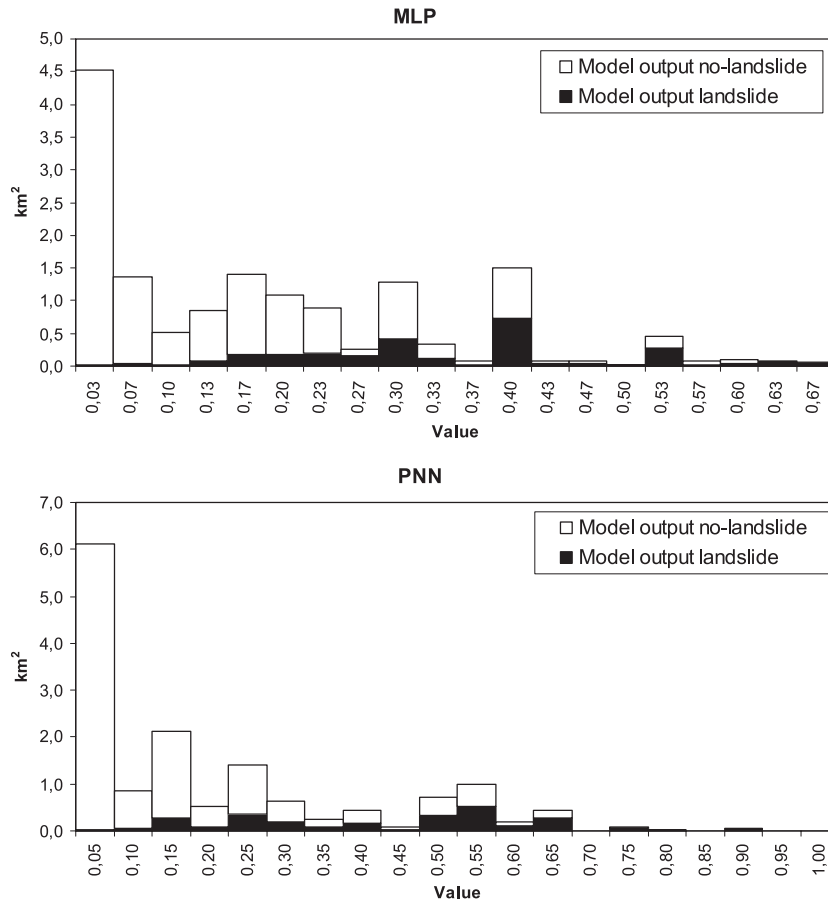 MLP
5,0
4,5
4,0
3,5
3,0
2,5
2,0
1,5
1,0
0,5
0,0
km²
Model output no-landslide
Model output landslide
0,03 0,07 0,10 0,13 0,17 0,20 0,23 0,27 0,30 0,33 0,37 0,40 0,43 0,47 0,50 0,53 0,57 0,60 0,63 0,67
Value
PNN
7,0
6,0
5,0
4,0
3,0
2,0
1,0
0,0
km²
Model output no-landslide
Model output landslide
0,05 0,10 0,15 0,20 0,25 0,30 0,35 0,40 0,45 0,50 0,55 0,60 0,65 0,70 0,75 0,80 0,85 0,90 0,95 1,00
Value